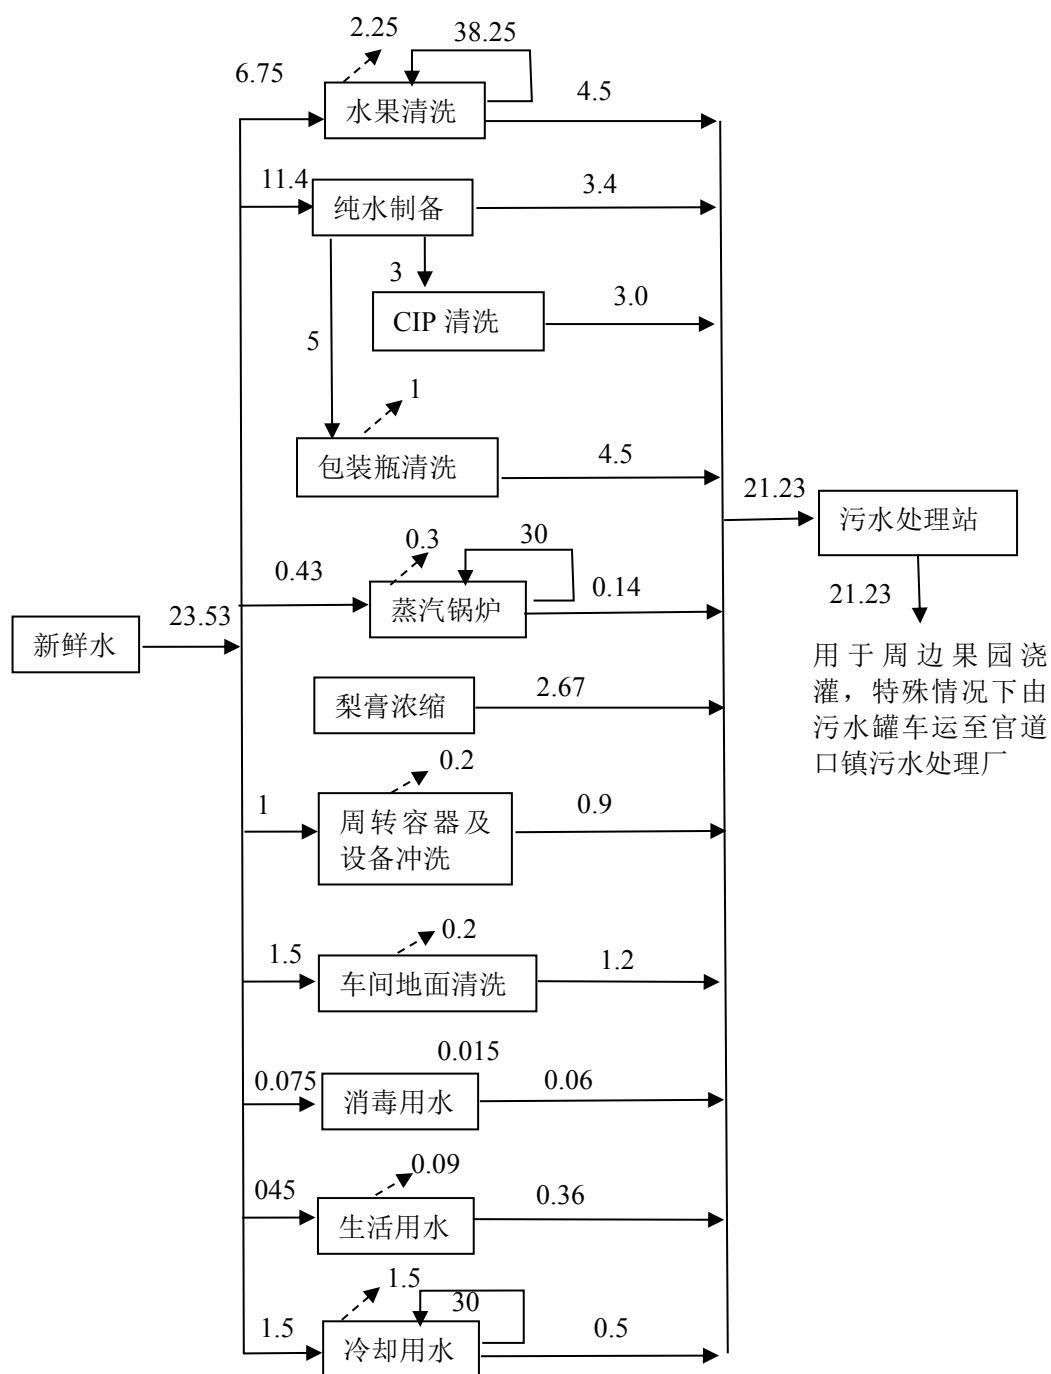 2.25
38.25
6.75
水果清洗
4.5
11.4
纯水制备
3.4
3
CIP 清洗
3.0
5
1
包装瓶清洗
4.5
21.23
污水处理站
0.3
30
0.43
蒸汽锅炉
0.14
21.23
新鲜水
23.53
用于周边果园浇
灌，特殊情况下由
污水罐车运至官道
口镇污水处理厂
梨膏浓缩
2.67
0.2
1
周转容器及
设备冲洗
0.9
0.2
1.5
车间地面清洗
1.2
0.015
0.075
消毒用水
0.06
0.09
045
生活用水
0.36
1.5
30
1.5
冷却用水
0.5